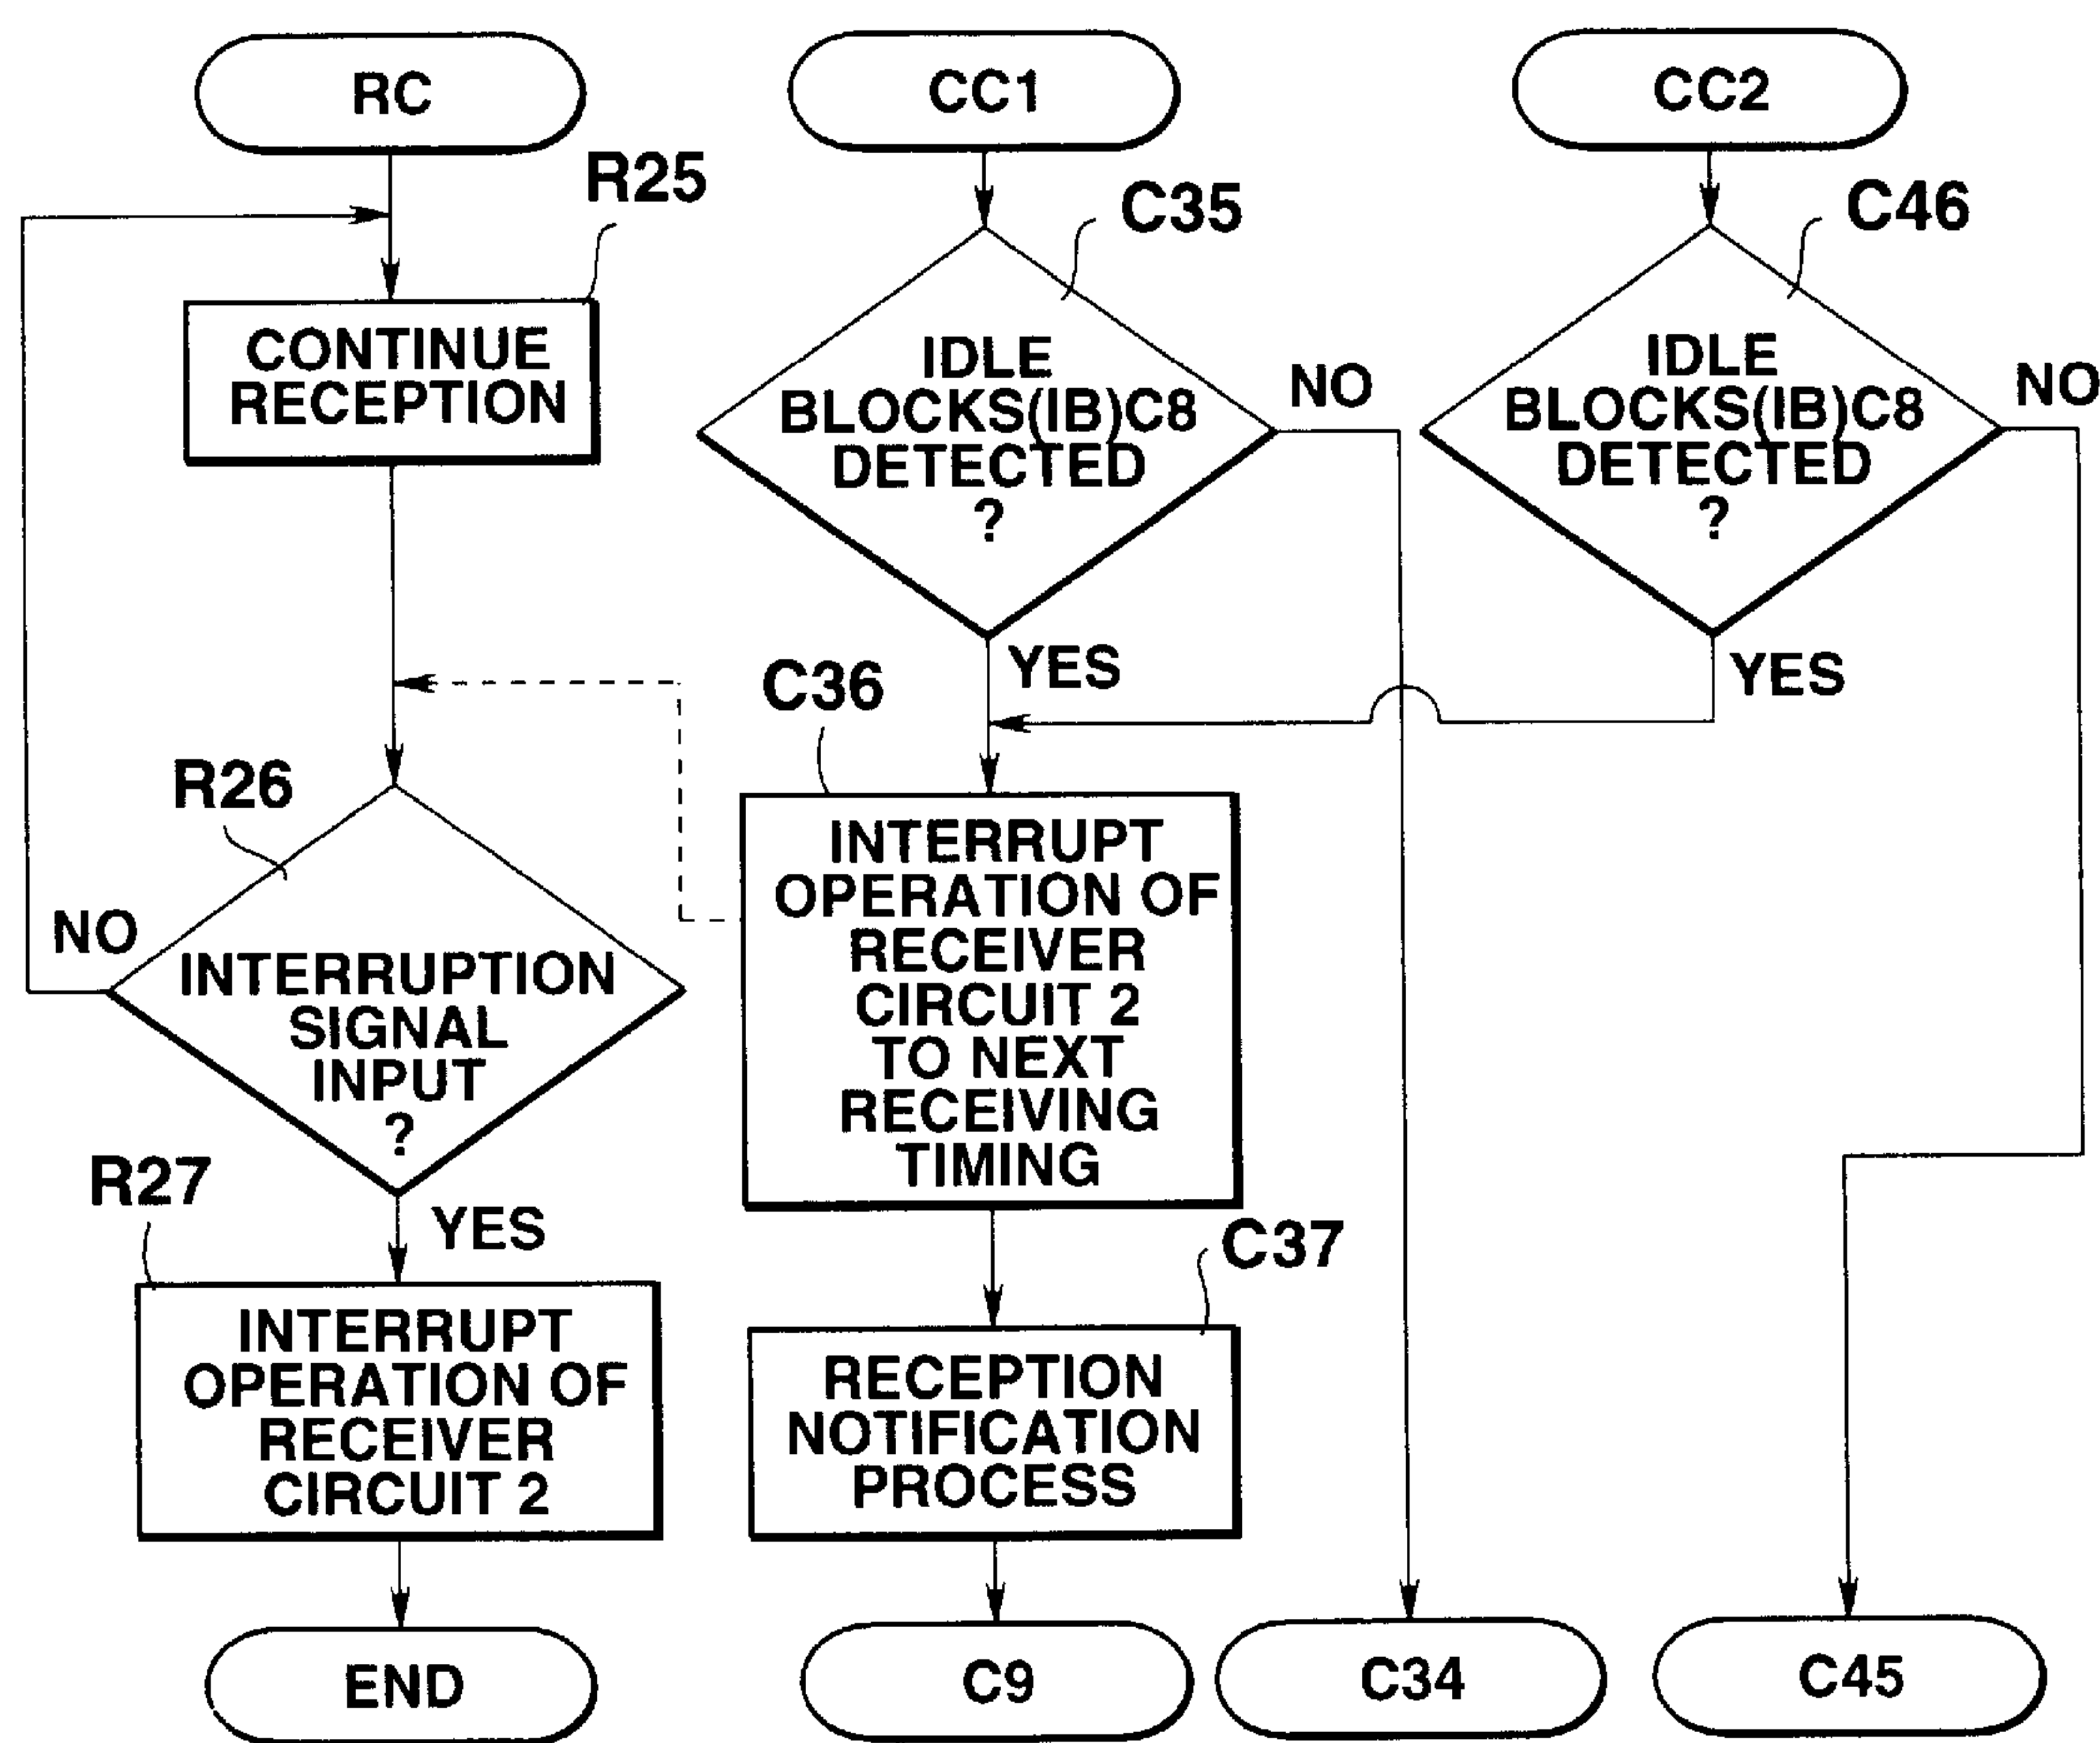 RC
R25
CONTINUE
RECEPTION
R26
NO
INTERRUPTION
SIGNAL
INPUT
?
YES
R27
INTERRUPT
OPERATION OF
RECEIVER
CIRCUIT 2
END
CC1
C35
IDLE
BLOCKS(IB)C8
DETECTED
?
NO
YES
C36
INTERRUPT
OPERATION OF
RECEIVER
CIRCUIT 2
TO NEXT
RECEIVING
TIMING
C37
RECEPTION
NOTIFICATION
PROCESS
C9
C34
CC2
C46
IDLE
BLOCKS(IB)C8
DETECTED
?
NO
YES
C45